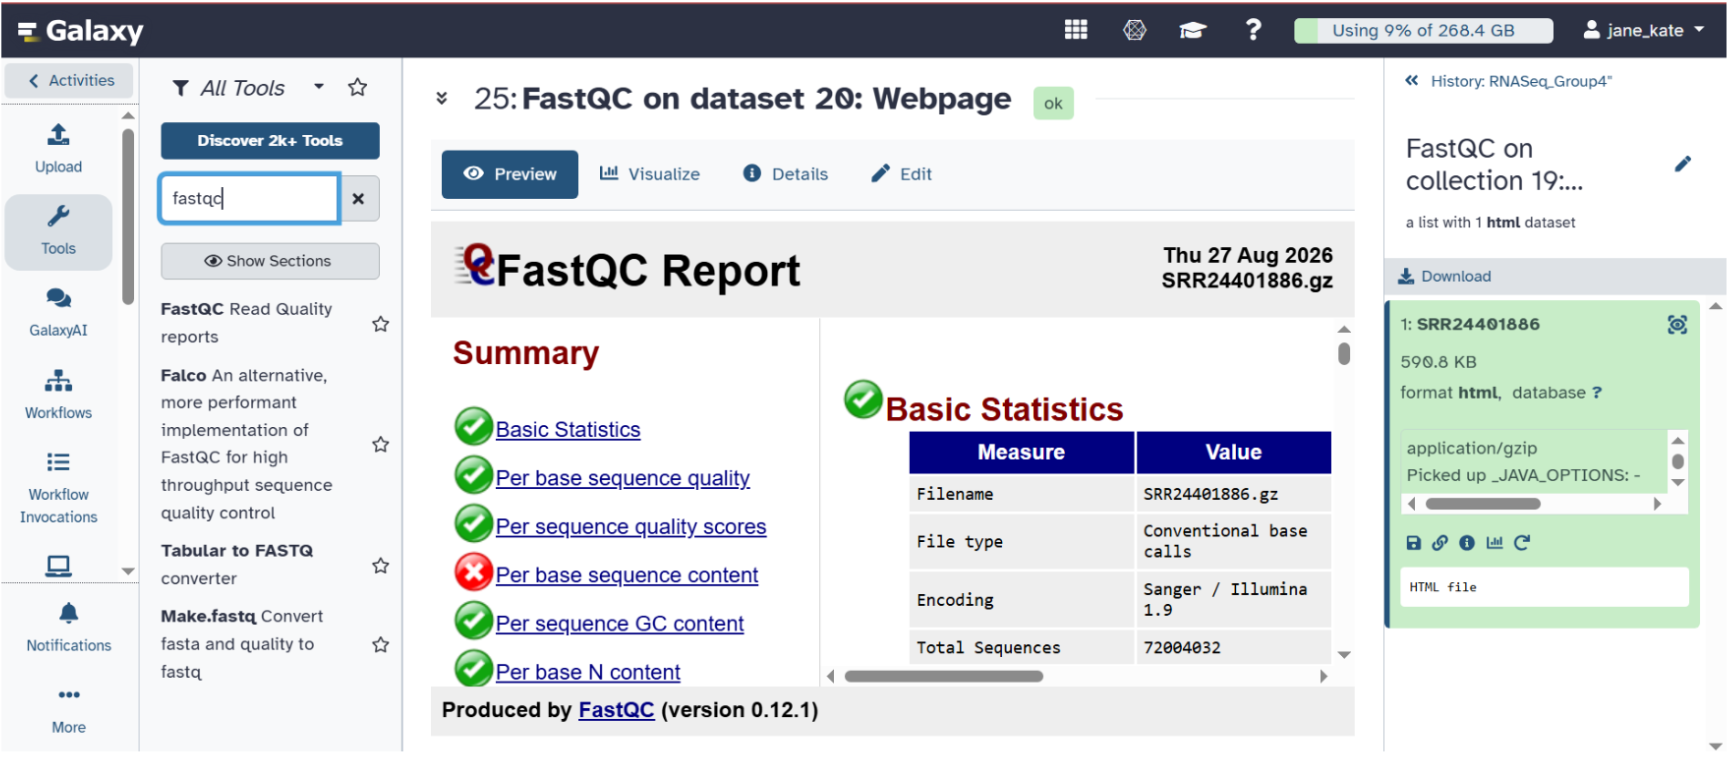 Galaxy
Using 9% of 268.4 GB
jane_kate
Activities
Upload
Tools
GalaxyAI
Workflows
Workflow
Invocations
Notifications
More
All Tools
Discover 2k+ Tools
fastqc
Show Sections
FastQC Read Quality
reports
Falco An alternative,
more performant
implementation of
FastQC for high
throughput sequence
quality control
Tabular to FASTQ
converter
Make.fastq Convert
fasta and quality to
fastq
25: FastQC on dataset 20: Webpage ok
Preview Visualize Details Edit
FastQC Report
Thu 27 Aug 2026
SRR24401886.gz
Summary
Basic Statistics
Per base sequence quality
Per sequence quality scores
Per base sequence content
Per sequence GC content
Per base N content
Basic Statistics
Measure Value
Filename SRR24401886.gz
File type Conventional base
calls
Encoding Sanger / Illumina
1.9
Total Sequences 72004032
Produced by FastQC (version 0.12.1)
« History: RNASeq_Group4"
FastQC on
collection 19:...
a list with 1 html dataset
Download
1: SRR24401886
590.8 KB
format html, database ?
application/gzip
Picked up _JAVA_OPTIONS: -
HTML file